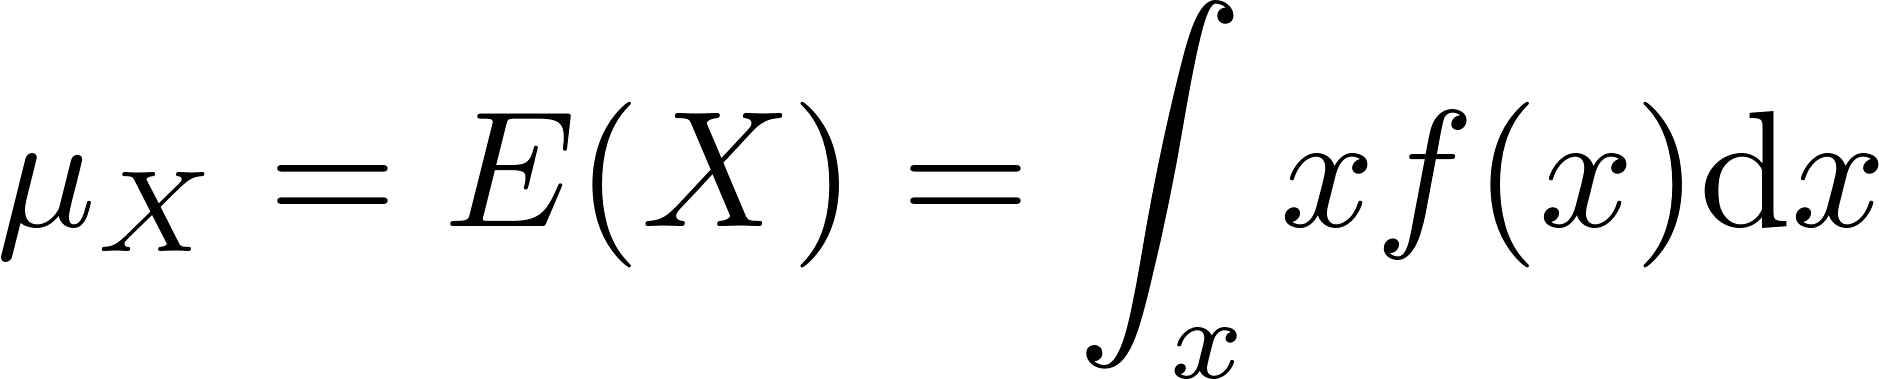 μ_X = E(X) = ∫_x xf(x)dx